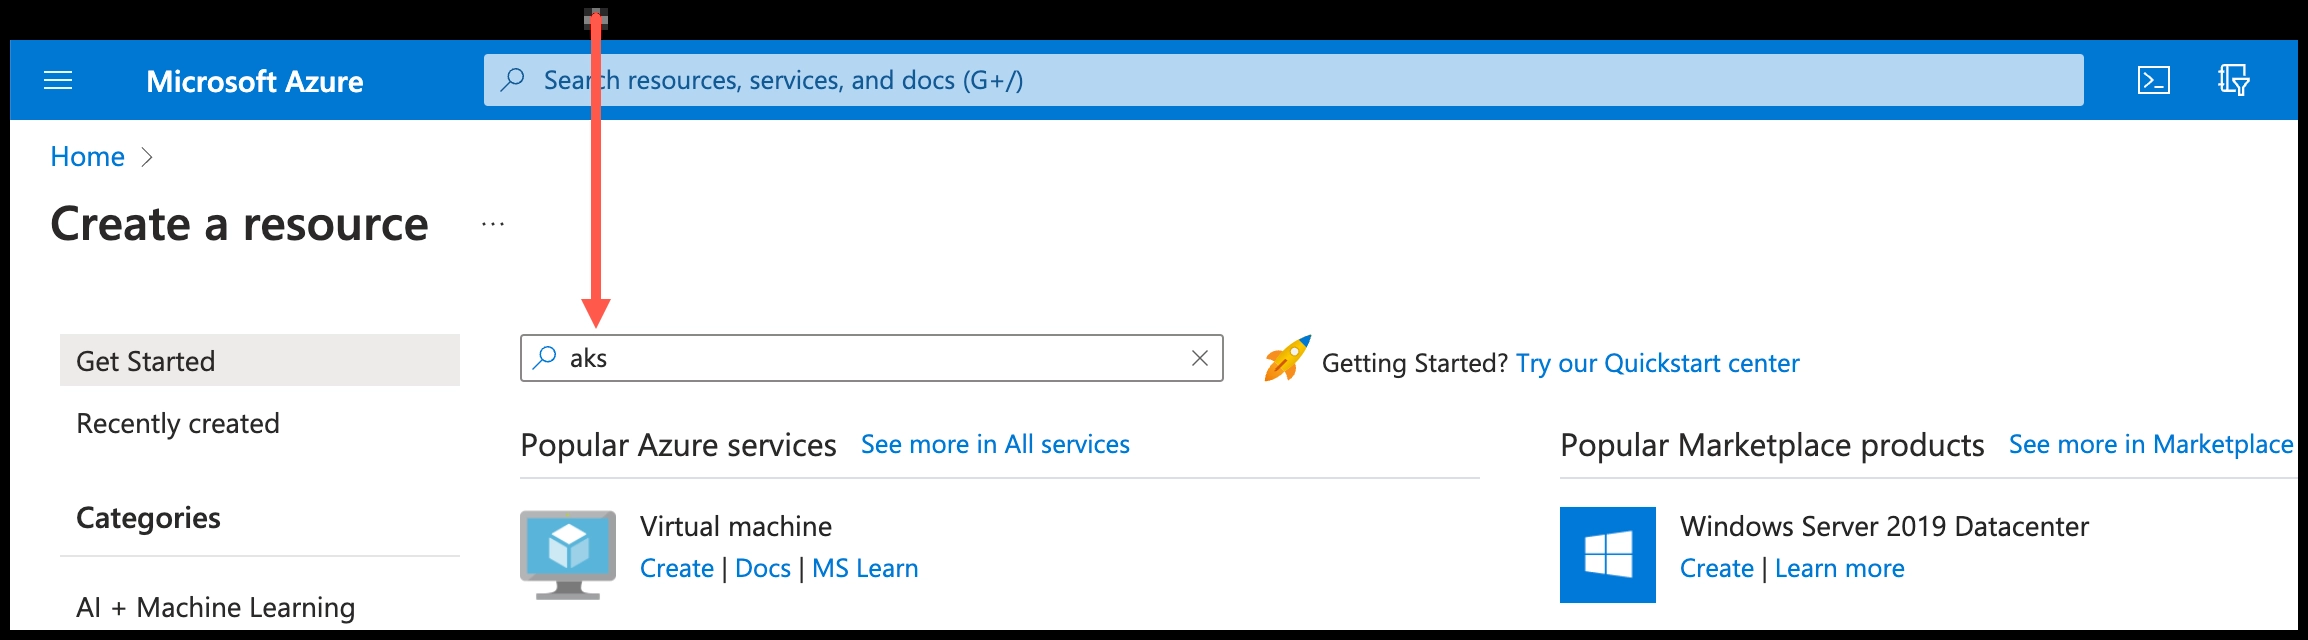 Microsoft Azure
Search resources, services, and docs (G+/)
Home
Create a resource
...
Get Started
Recently created
Categories
AI + Machine Learning
aks
Getting Started? Try our Quickstart center
Popular Azure services See more in All services
Virtual machine
Create | Docs | MS Learn
Popular Marketplace products See more in Marketplace
Windows Server 2019 Datacenter
Create | Learn more